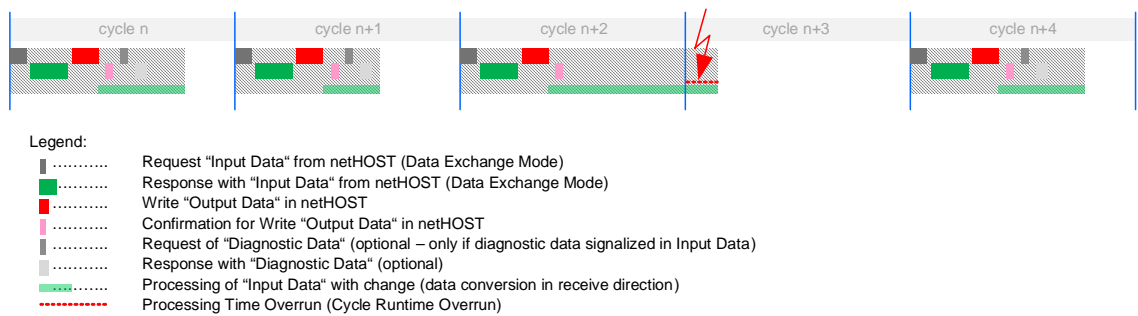 cycle n cycle n+1 cycle n+2 cycle n+3 cycle n+4
Legend:
……….. Request “Input Data“ from netHOST (Data Exchange Mode)
……….. Response with “Input Data“ from netHOST (Data Exchange Mode)
……….. Write “Output Data“ in netHOST
……….. Confirmation for Write “Output Data“ in netHOST
……….. Request of “Diagnostic Data“ (optional – only if diagnostic data signalized in Input Data)
……….. Response with “Diagnostic Data“ (optional)
……….. Processing of “Input Data“ with change (data conversion in receive direction)
Processing Time Overrun (Cycle Runtime Overrun)